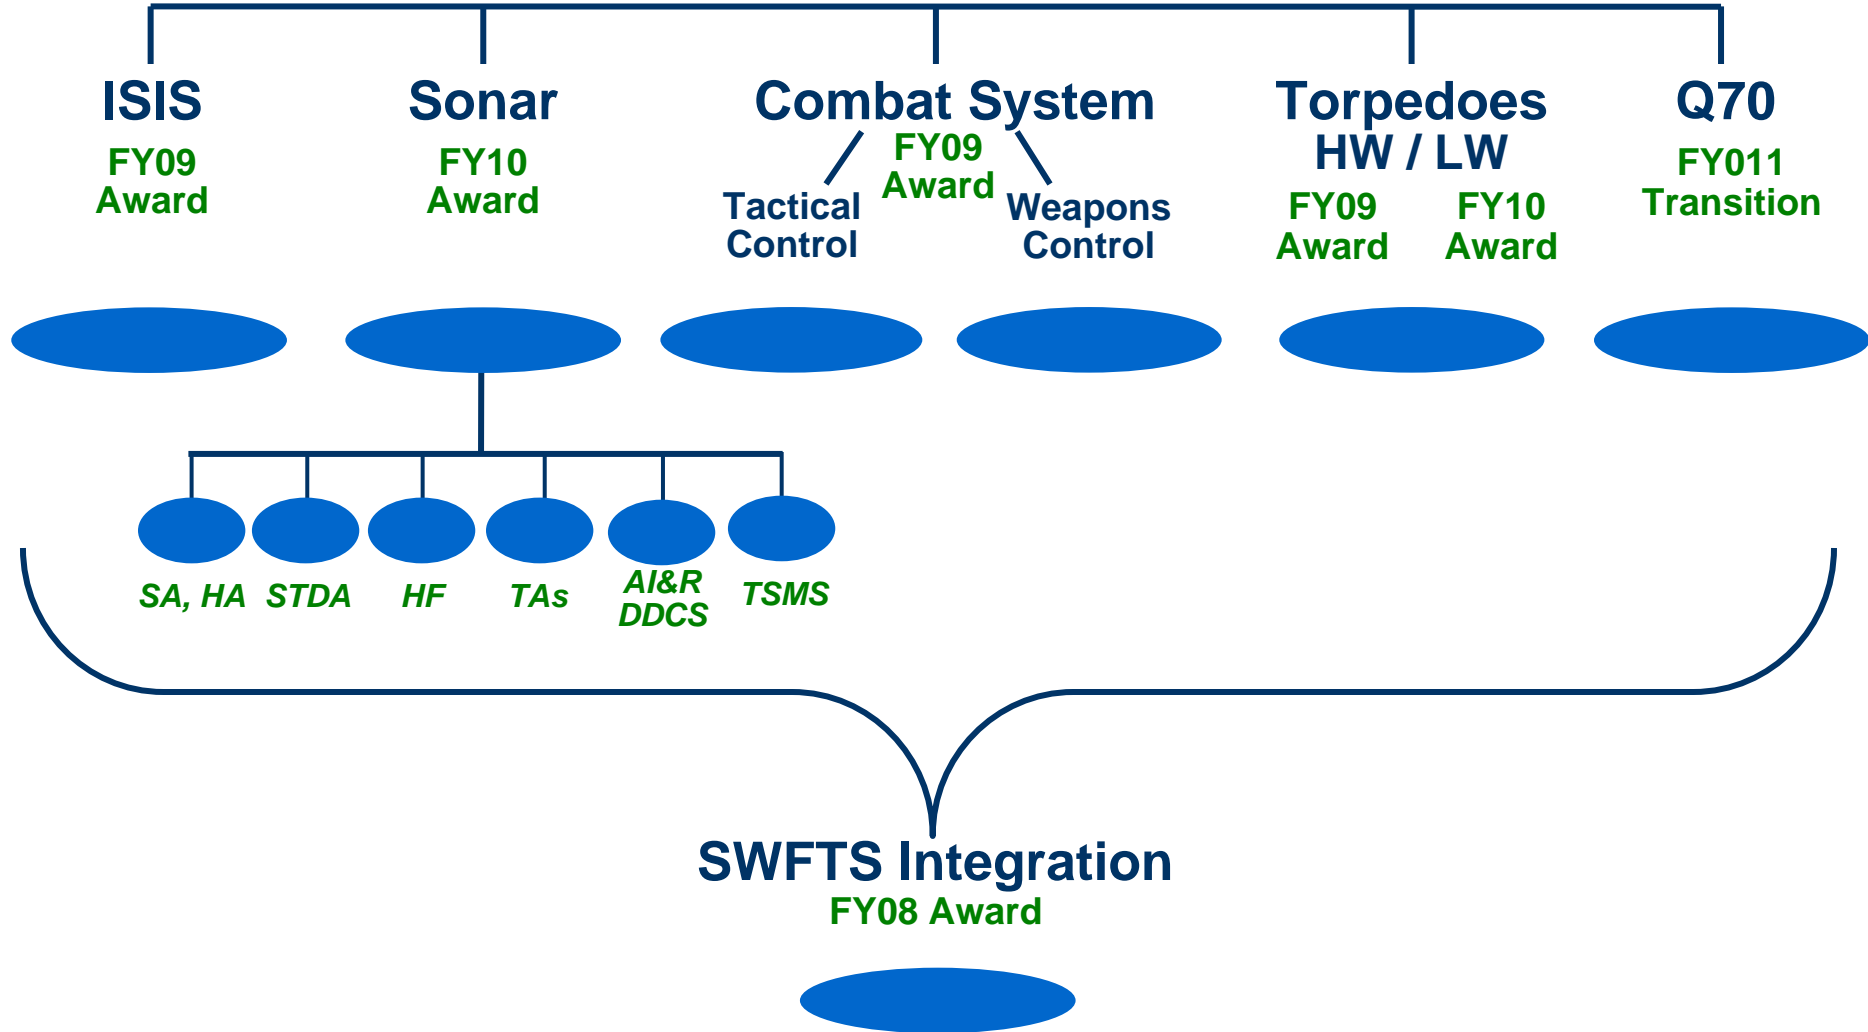 ISIS
FY09
Award
Sonar
FY10
Award
Combat System
FY09
Award
Tactical
Control
Weapons
Control
Torpedoes
HW / LW
FY09
Award
FY10
Award
Q70
FY011
Transition
SA, HA
STDA
HF
TAs
AI&R
DDCS
TSMS
SWFTS Integration
FY08 Award